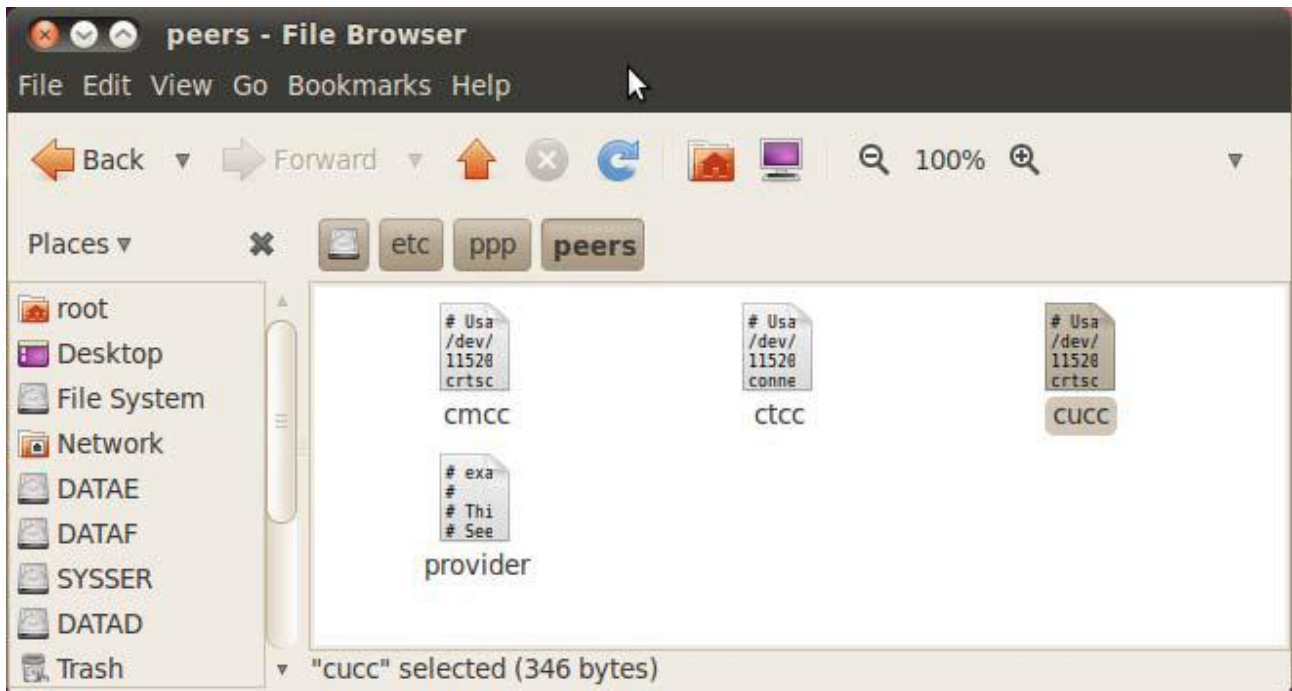 peers - File Browser
File Edit View Go Bookmarks Help
Back Forward 100%
Places etc ppp peers
root
Desktop
File System
Network
DATAE
DATAF
SYSSER
DATAD
Trash
# Usa
/dev/
11520
crtsc
cmcc
# Usa
/dev/
11520
conne
ctcc
# Usa
/dev/
11520
crtsc
cucc
# exa
#
# Thi
# See
provider
"cucc" selected (346 bytes)